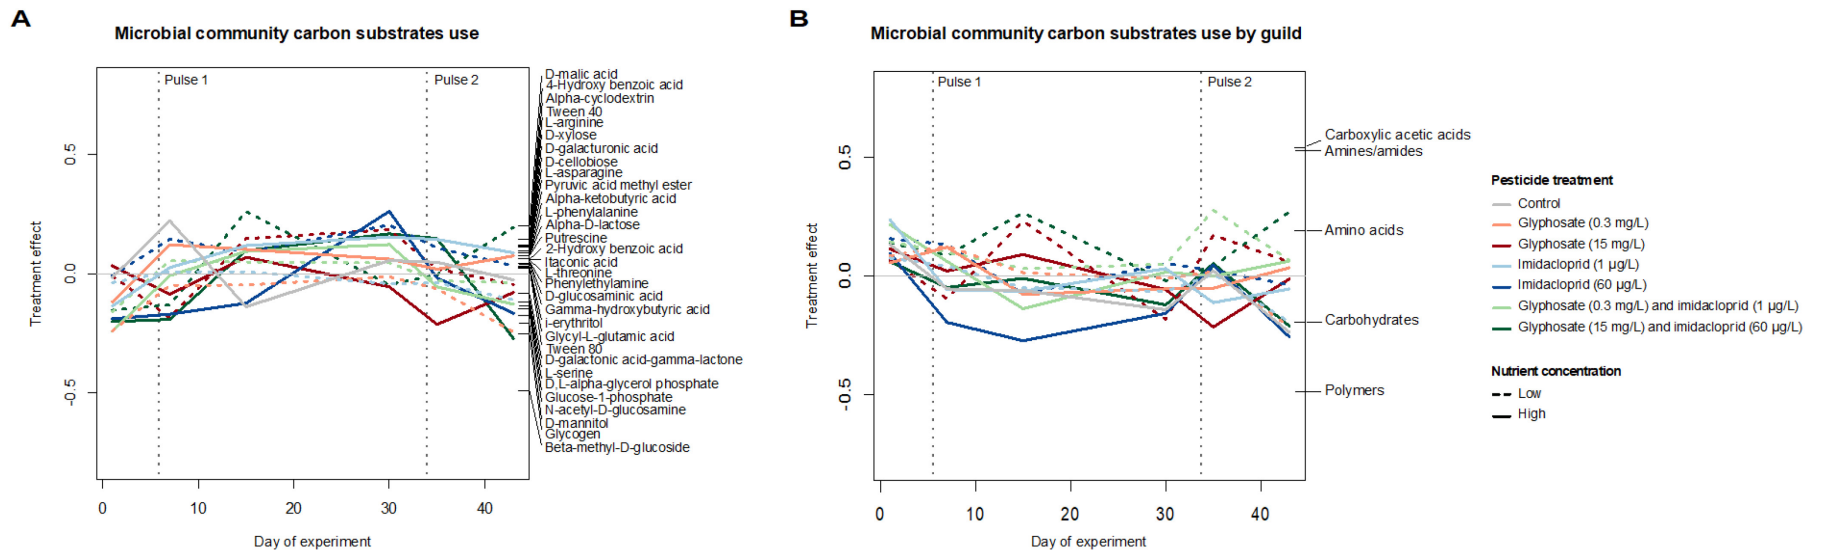 A
Microbial community carbon substrates use
Pulse 1
Pulse 2
0.5
0.0
-0.5
Treatment effect
0
10
20
30
40
Day of experiment
D-malic acid
4-Hydroxy benzoic acid
Alpha-cyclodextrin
Tween 40
L-arginine
D-xylose
D-galacturonic acid
D-cellobiose
L-asparagine
Pyruvic acid methyl ester
Alpha-ketobutyric acid
L-phenylalanine
Alpha-D-lactose
Putrescine
2-Hydroxy benzoic acid
Itaconic acid
L-threonine
Phenylethylamine
D-glucosaminic acid
Gamma-hydroxybutyric acid
i-erythritol
Glycyl-L-glutamic acid
Tween 80
D-galactonic acid-gamma-lactone
L-serine
D,L-alpha-glycerol phosphate
Glucose-1-phosphate
N-acetyl-D-glucosamine
D-mannitol
Glycogen
Beta-methyl-D-glucoside
B
Microbial community carbon substrates use by guild
Pulse 1
Pulse 2
0.5
0.0
-0.5
Treatment effect
0
10
20
30
40
Day of experiment
Carboxylic acetic acids
Amines/amides
Amino acids
Carbohydrates
Polymers
Pesticide treatment
Control
Glyphosate (0.3 mg/L)
Glyphosate (15 mg/L)
Imidacloprid (1 µg/L)
Imidacloprid (60 µg/L)
Glyphosate (0.3 mg/L) and imidacloprid (1 µg/L)
Glyphosate (15 mg/L) and imidacloprid (60 µg/L)
Nutrient concentration
Low
High